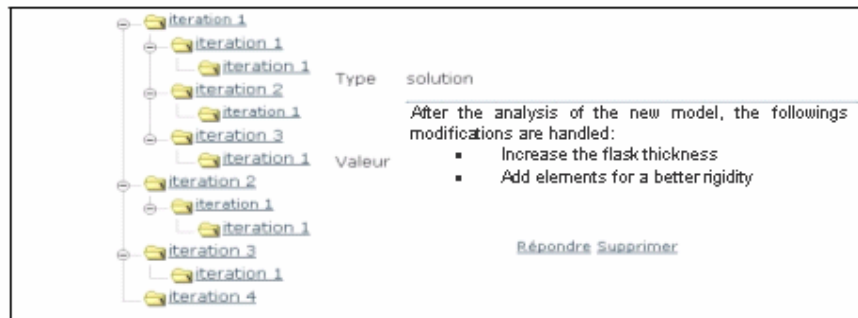 iteration 1
iteration 1
iteration 1
iteration 2
iteration 1
iteration 3
iteration 1
iteration 2
iteration 1
iteration 1
iteration 3
iteration 1
iteration 4
Type solution
Valeur
After the analysis of the new model, the followings
modifications are handled:
▪ Increase the flask thickness
▪ Add elements for a better rigidity
Répondre Supprimer